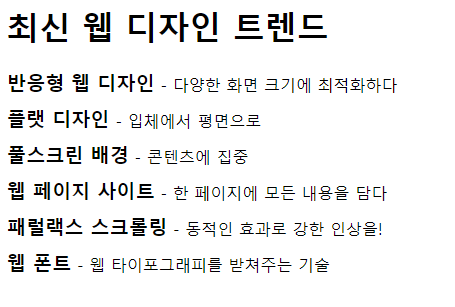 최신 웹 디자인 트렌드
반응형 웹 디자인 - 다양한 화면 크기에 최적화하다
플랫 디자인 - 입체에서 평면으로
풀스크린 배경 - 콘텐츠에 집중
웹 페이지 사이트 - 한 페이지에 모든 내용을 담다
패럴랙스 스크롤링 - 동적인 효과로 강한 인상을!
웹 폰트 - 웹 타이포그래피를 받쳐주는 기술